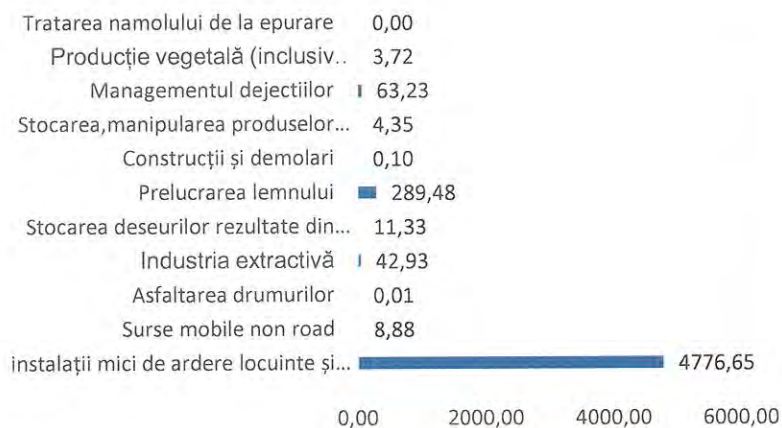 Tratarea namolului de la epurare 0,00
Producție vegetală (inclusiv.. 3,72
Managementul dejectiilor 63,23
Stocarea,manipularea produselor... 4,35
Construcții și demolari 0,10
Prelucrarea lemnului 289,48
Stocarea deseurilor rezultate din... 11,33
Industria extractivă 42,93
Asfaltarea drumurilor 0,01
Surse mobile non road 8,88
instalații mici de ardere locuinte și... 4776,65
0,00 2000,00 4000,00 6000,00